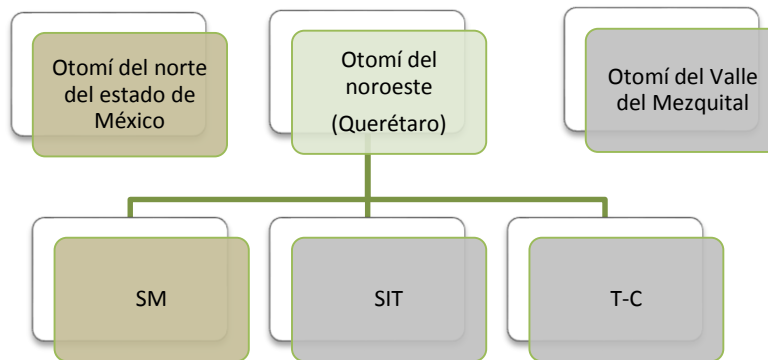 Otomí del norte
del estado de
México
Otomí del
noroeste
(Querétaro)
Otomí del Valle
del Mezquital
SM
SIT
T-C